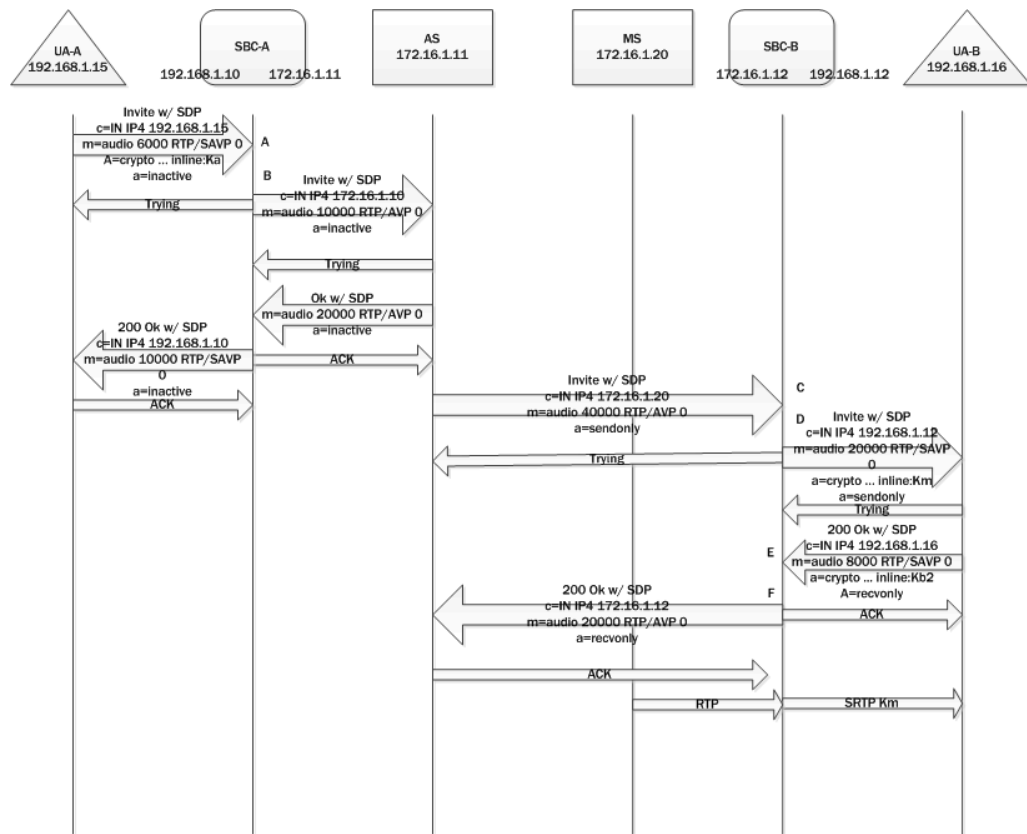 UA-A
192.168.1.15
SBC-A
192.168.1.10 172.16.1.11
AS
172.16.1.11
MS
172.16.1.20
SBC-B
172.16.1.12 192.168.1.12
UA-B
192.168.1.16
Invite w/ SDP
c=IN IP4 192.168.1.15
m=audio 6000 RTP/SAVP 0
A=crypto ... inline:Ka
a=inactive
A
B
Invite w/ SDP
c=IN IP4 172.16.1.10
m=audio 10000 RTP/AVP 0
a=inactive
Trying
Trying
Ok w/ SDP
m=audio 20000 RTP/AVP 0
a=inactive
200 Ok w/ SDP
c=IN IP4 192.168.1.10
m=audio 10000 RTP/SAVP
0
a=inactive
ACK
ACK
Invite w/ SDP
c=IN IP4 172.16.1.20
m=audio 40000 RTP/AVP 0
a=sendonly
C
D
Invite w/ SDP
c=IN IP4 192.168.1.12
m=audio 20000 RTP/SAVP
0
a=crypto ... inline:Km
a=sendonly
Trying
Trying
200 Ok w/ SDP
c=IN IP4 192.168.1.16
m=audio 8000 RTP/SAVP 0
a=crypto ... inline:Kb2
A=recvonly
E
F
200 Ok w/ SDP
c=IN IP4 172.16.1.12
m=audio 20000 RTP/AVP 0
a=recvonly
ACK
ACK
RTP
SRTP Km